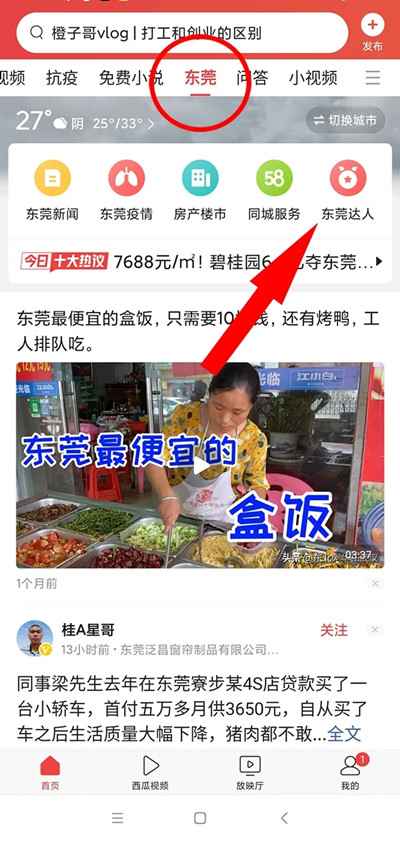 橙子哥vlog | 打工和创业的区别
发布
视频 抗疫 免费小说 东莞 问答 小视频
27° 阴 25°/33° 切换城市
58
东莞新闻 东莞疫情 房产楼市 同城服务 东莞达人
今日十大热议 7688元/㎡! 碧桂园6 夺东莞...
东莞最便宜的盒饭,只需要10 钱,还有烤鸭,工
人排队吃。
光临 江小白
东莞最便宜的
盒饭
03:37
1个月前
桂A星哥 关注
13小时前·东莞泛昌窗帘制品有限公司...
同事梁先生去年在东莞寮步某4S店贷款买了一
台小轿车,首付五万多月供3650元,自从买了
车之后生活质量大幅下降,猪肉都不敢...全文
1
首页 西瓜视频 放映厅 我的